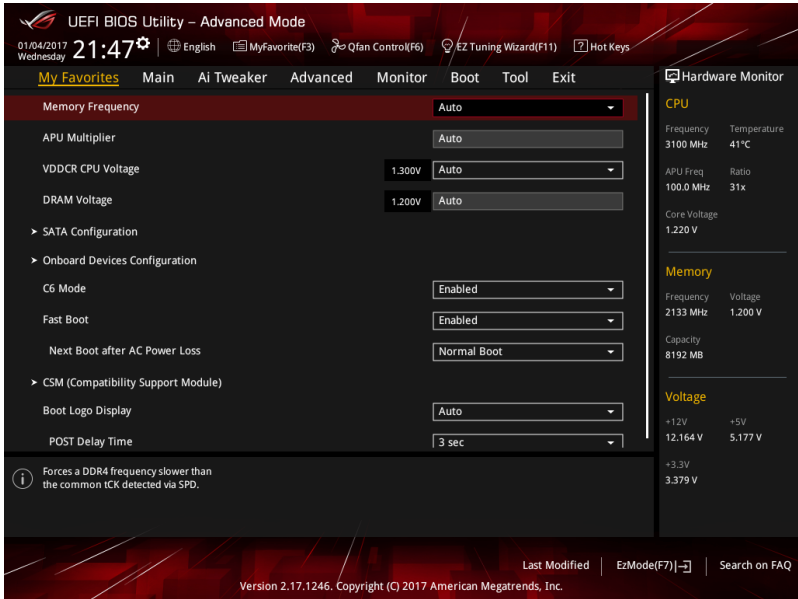 UEFI BIOS Utility – Advanced Mode
01/04/2017 Wednesday 21:47 English MyFavorite(F3) Qfan Control(F6) EZ Tuning Wizard(F11) ? Hot Keys
My Favorites Main Ai Tweaker Advanced Monitor Boot Tool Exit
Memory Frequency Auto
APU Multiplier Auto
VDDCR CPU Voltage 1.300V Auto
DRAM Voltage 1.200V Auto
> SATA Configuration
> Onboard Devices Configuration
C6 Mode Enabled
Fast Boot Enabled
Next Boot after AC Power Loss Normal Boot
> CSM (Compatibility Support Module)
Boot Logo Display Auto
POST Delay Time 3 sec
i Forces a DDR4 frequency slower than
the common tCK detected via SPD.
Hardware Monitor
CPU
Frequency Temperature
3100 MHz 41°C
APU Freq Ratio
100.0 MHz 31x
Core Voltage
1.220 V
Memory
Frequency Voltage
2133 MHz 1.200 V
Capacity
8192 MB
Voltage
+12V +5V
12.164 V 5.177 V
+3.3V
3.379 V
Last Modified EzMode(F7) Search on FAQ
Version 2.17.1246. Copyright (C) 2017 American Megatrends, Inc.